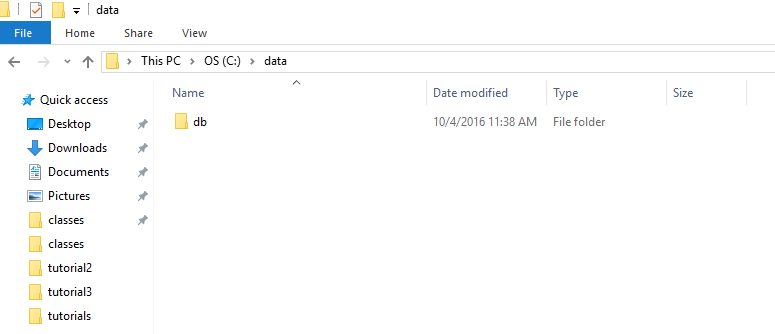 data
File Home Share View
This PC OS (C:) data
Name Date modified Type Size
Quick access
db 10/4/2016 11:38 AM File folder
Desktop
Downloads
Documents
Pictures
classes
classes
tutorial2
tutorial3
tutorials